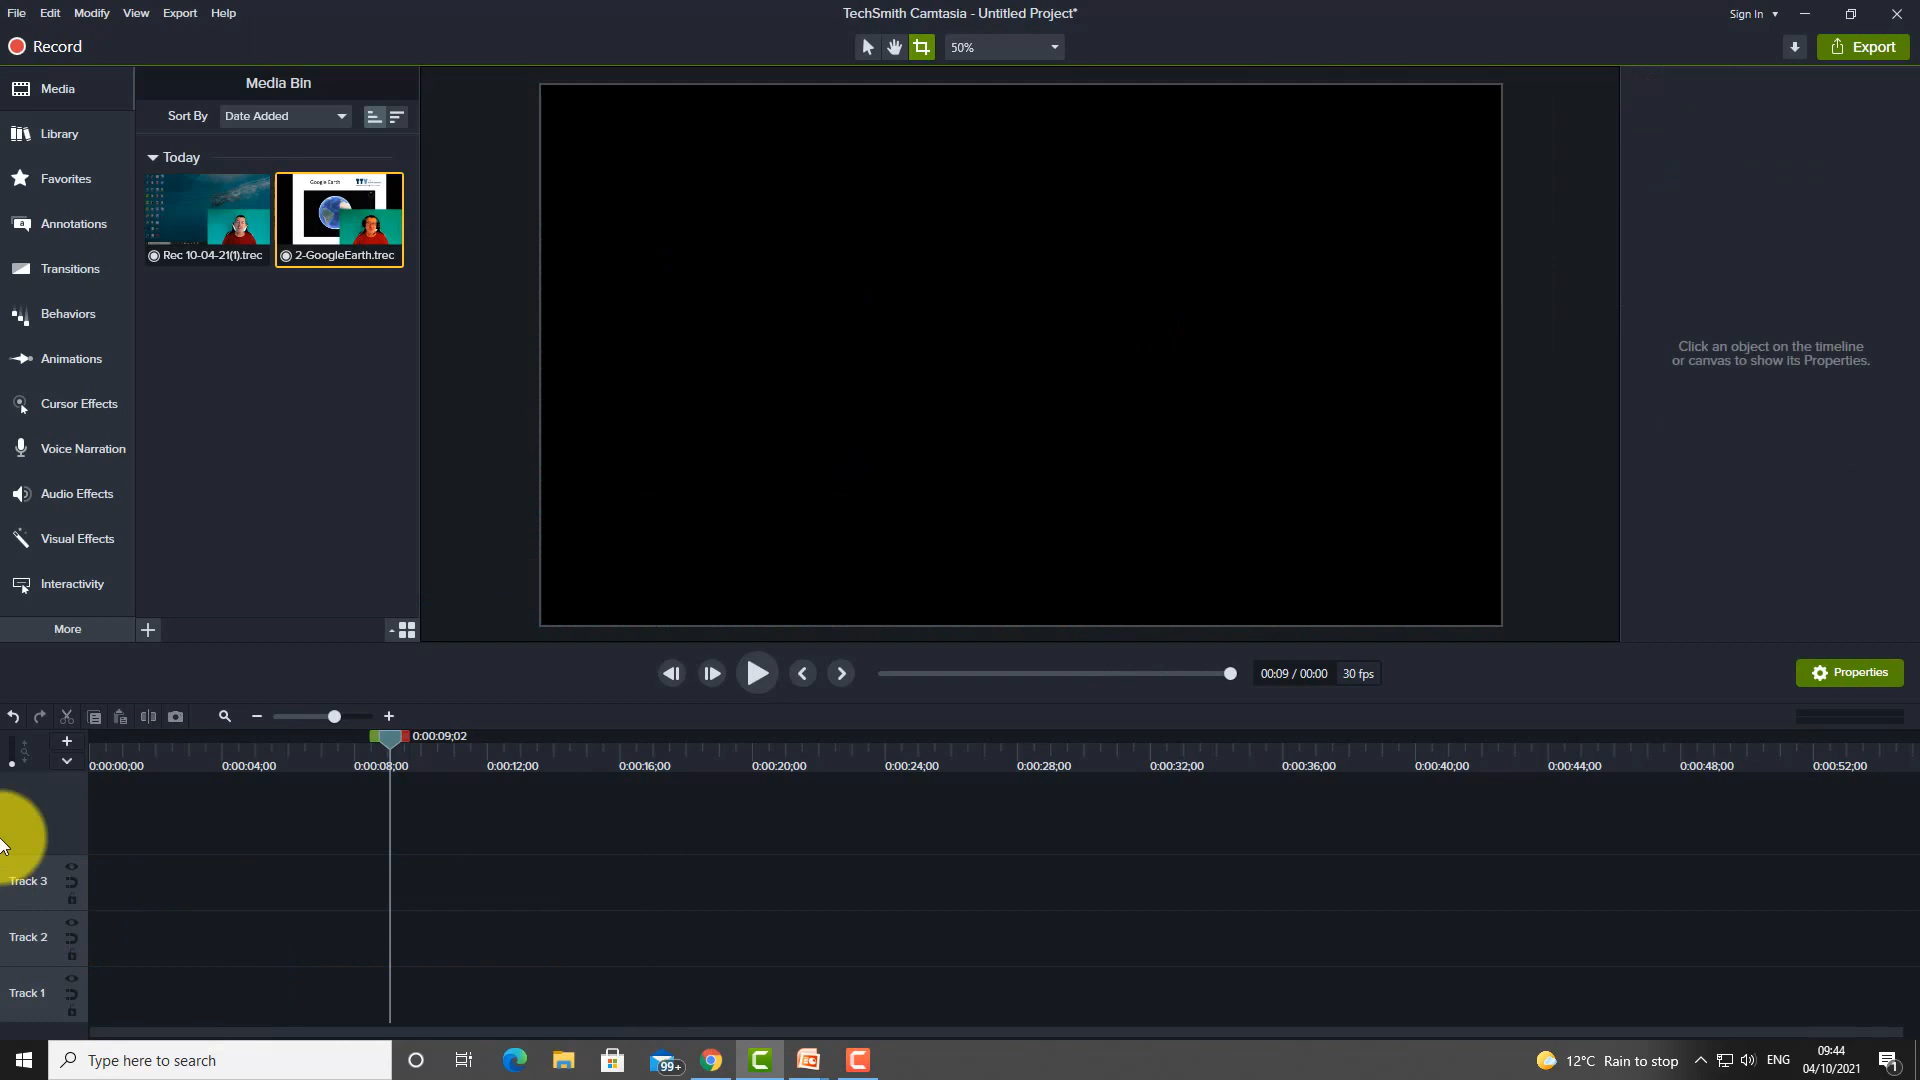 File Edit Modify View Export Help
TechSmith Camtasia - Untitled Project*
Sign In
Record
50%
Export
Media
Library
Favorites
Annotations
Transitions
Behaviors
Animations
Cursor Effects
Voice Narration
Audio Effects
Visual Effects
Interactivity
More
Media Bin
Sort By Date Added
Today
Google Earth
Rec 10-04-21(1).trec
2-GoogleEarth.trec
Click an object on the timeline
or canvas to show its Properties.
00:09 / 00:00 30 fps
Properties
0:00:09;02
0:00:00;00 0:00:04;00 0:00:08;00 0:00:12;00 0:00:16;00 0:00:20;00 0:00:24;00 0:00:28;00 0:00:32;00 0:00:36;00 0:00:40;00 0:00:44;00 0:00:48;00 0:00:52;00
Track 3
Track 2
Track 1
Type here to search
99+
12°C Rain to stop
ENG
09:44
04/10/2021
1